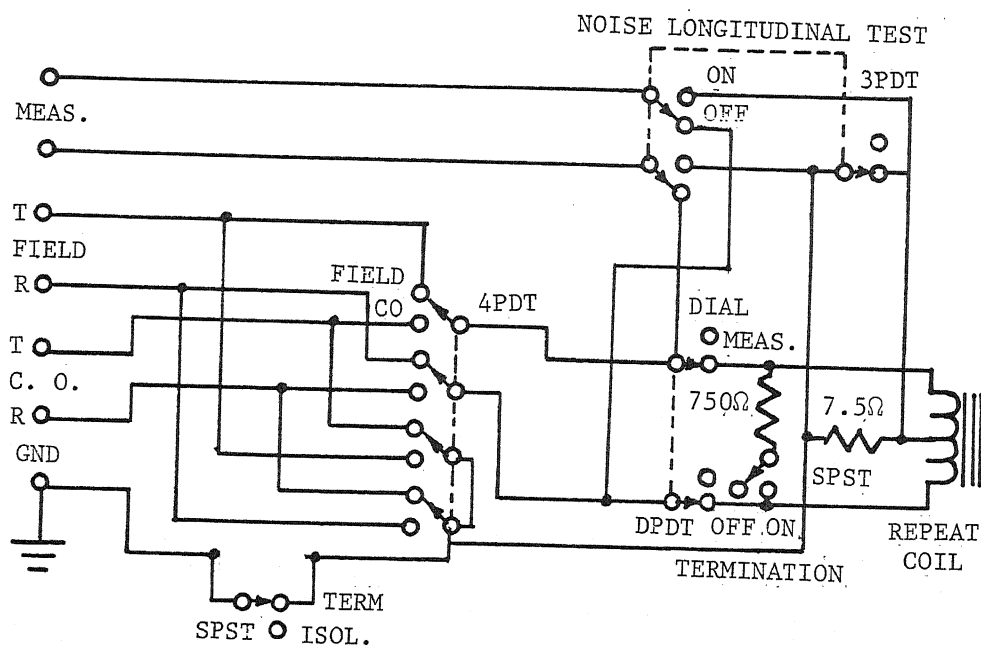 NOISE LONGITUDINAL TEST
ON
3PDT
OFF
MEAS.
T
FIELD
R
FIELD
CO
4PDT
DIAL
MEAS.
T
C. O.
R
750Ω
7.5Ω
GND
SPST
DPDT
OFF
ON
REPEAT
COIL
TERMINATION
TERM
SPST
ISOL.